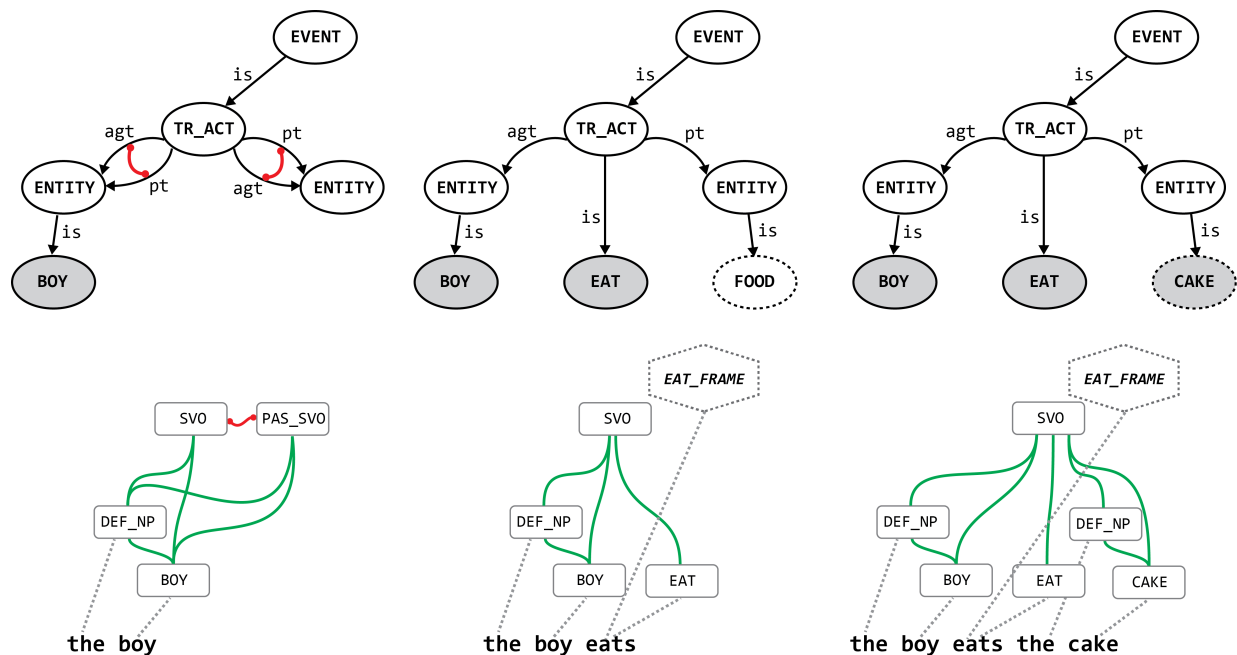 EVENT
is
TR_ACT
agt
pt
ENTITY
pt
agt
ENTITY
is
BOY
SVO
PAS_SVO
DEF_NP
BOY
the boy
EVENT
is
TR_ACT
agt
pt
ENTITY
ENTITY
is
is
is
BOY
EAT
FOOD
EAT_FRAME
SVO
DEF_NP
BOY
EAT
the boy eats
EVENT
is
TR_ACT
agt
pt
ENTITY
ENTITY
is
is
is
BOY
EAT
CAKE
EAT_FRAME
SVO
DEF_NP
DEF_NP
BOY
EAT
CAKE
the boy eats the cake